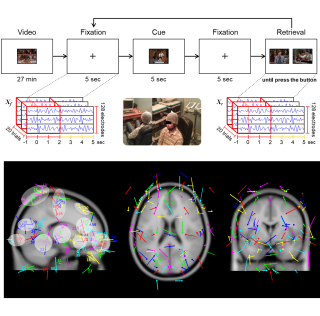 Video Fixation Cue Fixation Retrieval
+ +
27 min 5 sec 5 sec 5 sec until press the button
128 electrodes
20 trials
-1 0 1 2 3 4 5 sec
128 electrodes
20 trials
-1 0 1 2 3 4 5 sec